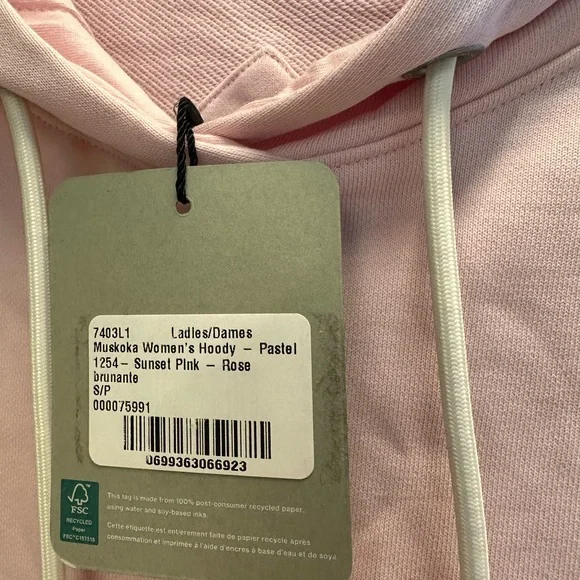 7403L1 Ladies/Dames
Muskoka Women's Hoody – Pastel
1254– Sunset Pink – Rose
brunante
S/P
000075991
0699363066923
FSC
RECYCLED
Paper
This tag is made from 100% post-consumer recycled paper,
using water and soy-based inks.
Cette étiquette est entièrement faite de papier recyclé après
consommation et imprimée à l'aide d'encres à base d'eau et de soya